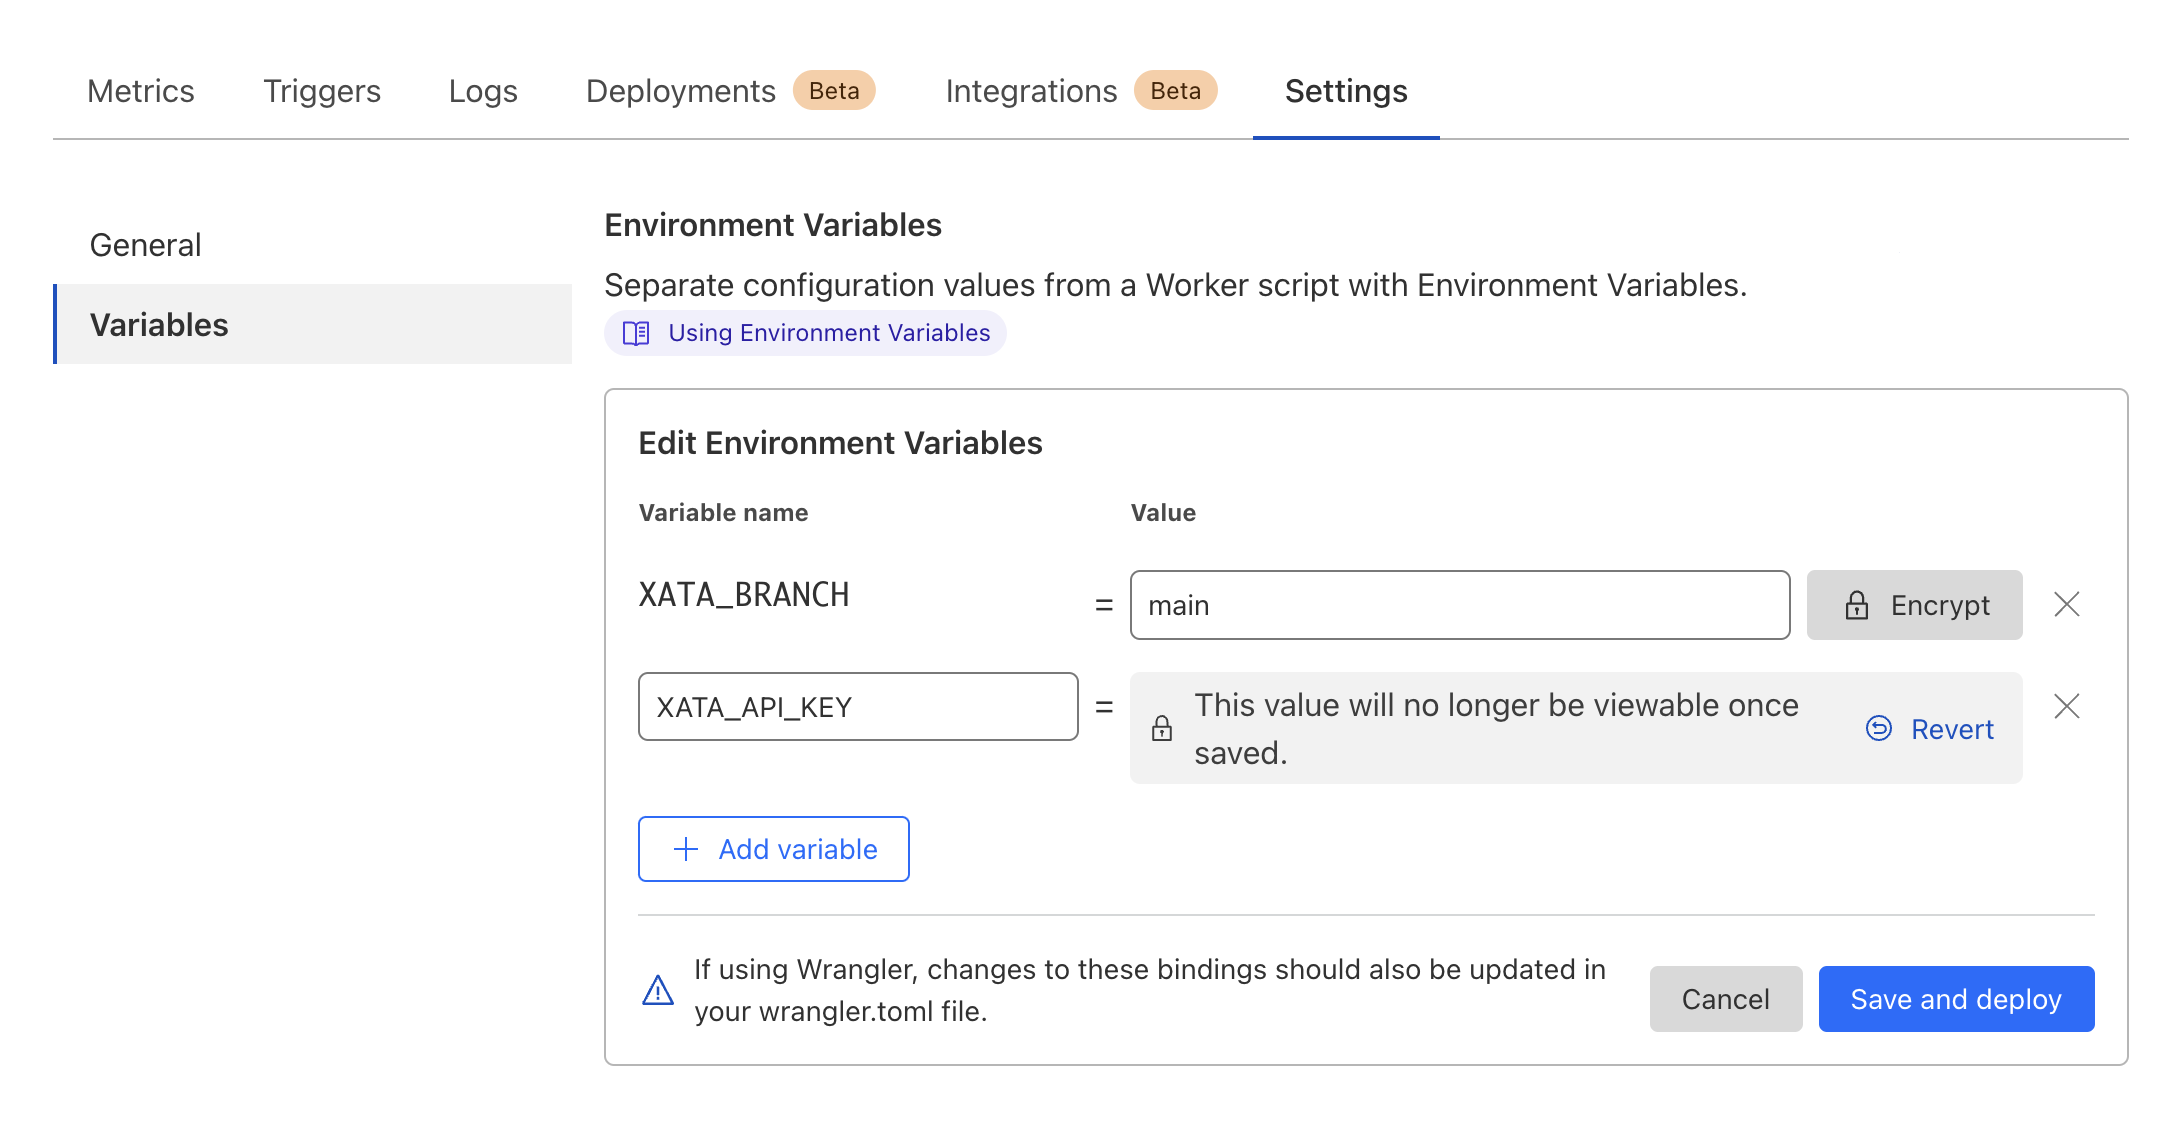 Metrics Triggers Logs Deployments Beta Integrations Beta Settings
General
Variables
Environment Variables
Separate configuration values from a Worker script with Environment Variables.
Using Environment Variables
Edit Environment Variables
Variable name Value
XATA_BRANCH = main Encrypt
XATA_API_KEY = This value will no longer be viewable once
saved. Revert
Add variable
If using Wrangler, changes to these bindings should also be updated in
your wrangler.toml file.
Cancel Save and deploy